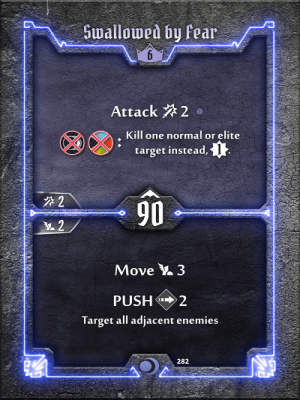 Swallowed by Fear
6
Attack 2
: Kill one normal or elite
target instead, 1.
2
90
2
Move 3
PUSH 2
Target all adjacent enemies
282